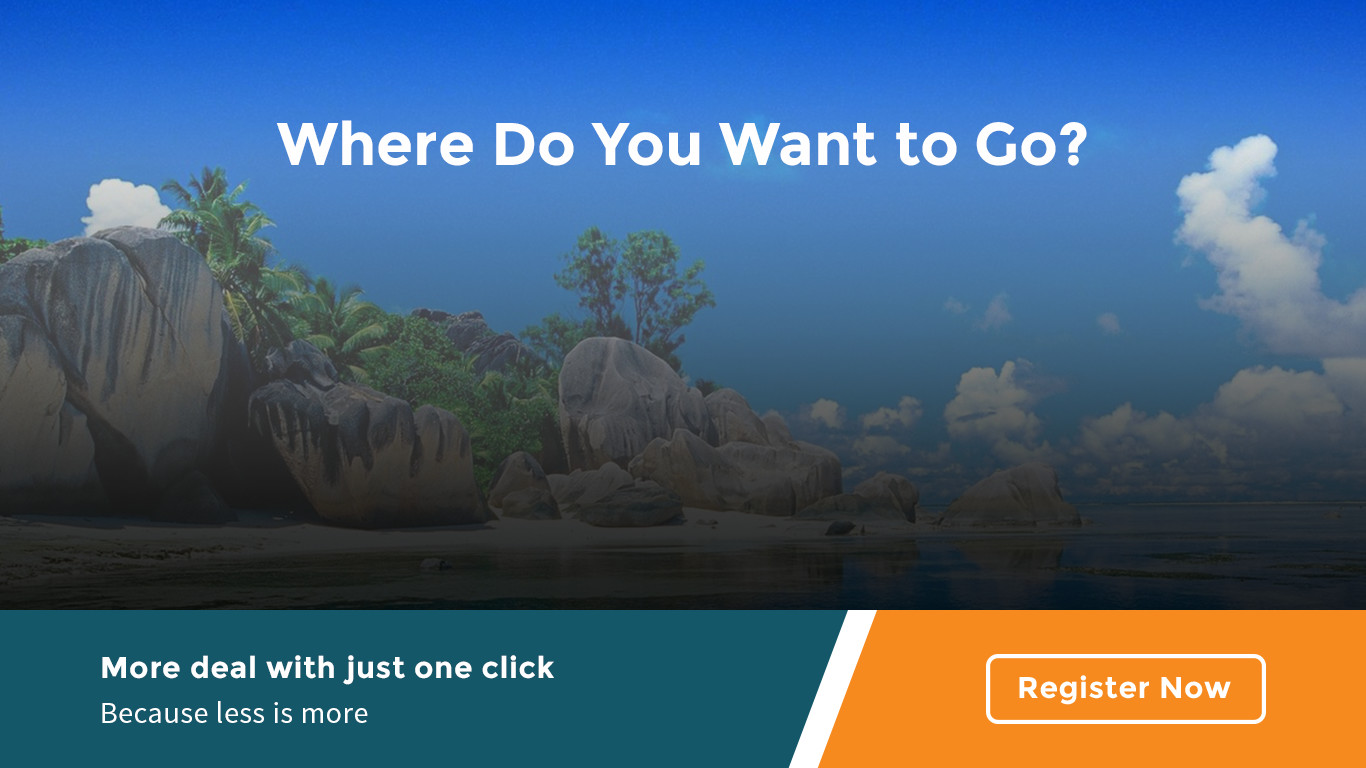 Where Do You Want to Go?
More deal with just one click
Because less is more
Register Now